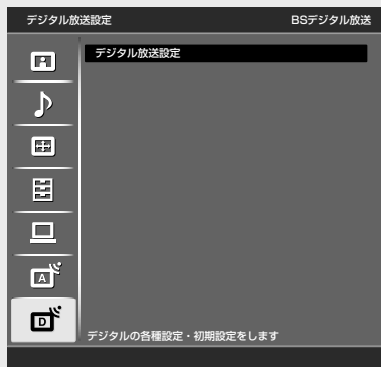 デジタル放送設定 BSデジタル放送
デジタル放送設定
A
D
デジタルの各種設定・初期設定をします